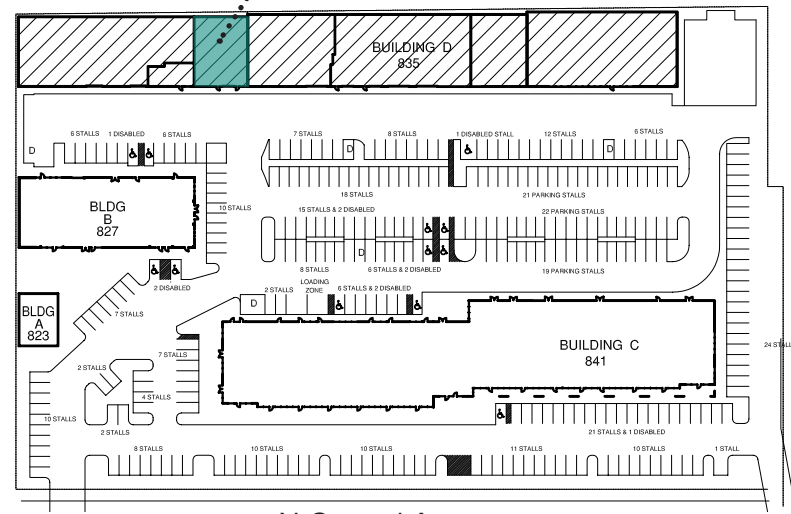 BUILDING D
835
6 STALLS
1 DISABLED
6 STALLS
7 STALLS
8 STALLS
1 DISABLED STALL
12 STALLS
6 STALLS
D
D
D
18 STALLS
21 PARKING STALLS
BLDG
B
827
10 STALLS
15 STALLS & 2 DISABLED
22 PARKING STALLS
D
8 STALLS
6 STALLS & 2 DISABLED
19 PARKING STALLS
2 DISABLED
LOADING
ZONE
2 STALLS
6 STALLS & 2 DISABLED
D
7 STALLS
BLDG
A
823
BUILDING C
841
24
7 STALLS
2 STALLS
4 STALLS
10 STALLS
2 STALLS
21 STALLS & 1 DISABLED
8 STALLS
10 STALLS
10 STALLS
11 STALLS
10 STALLS
1 STALL